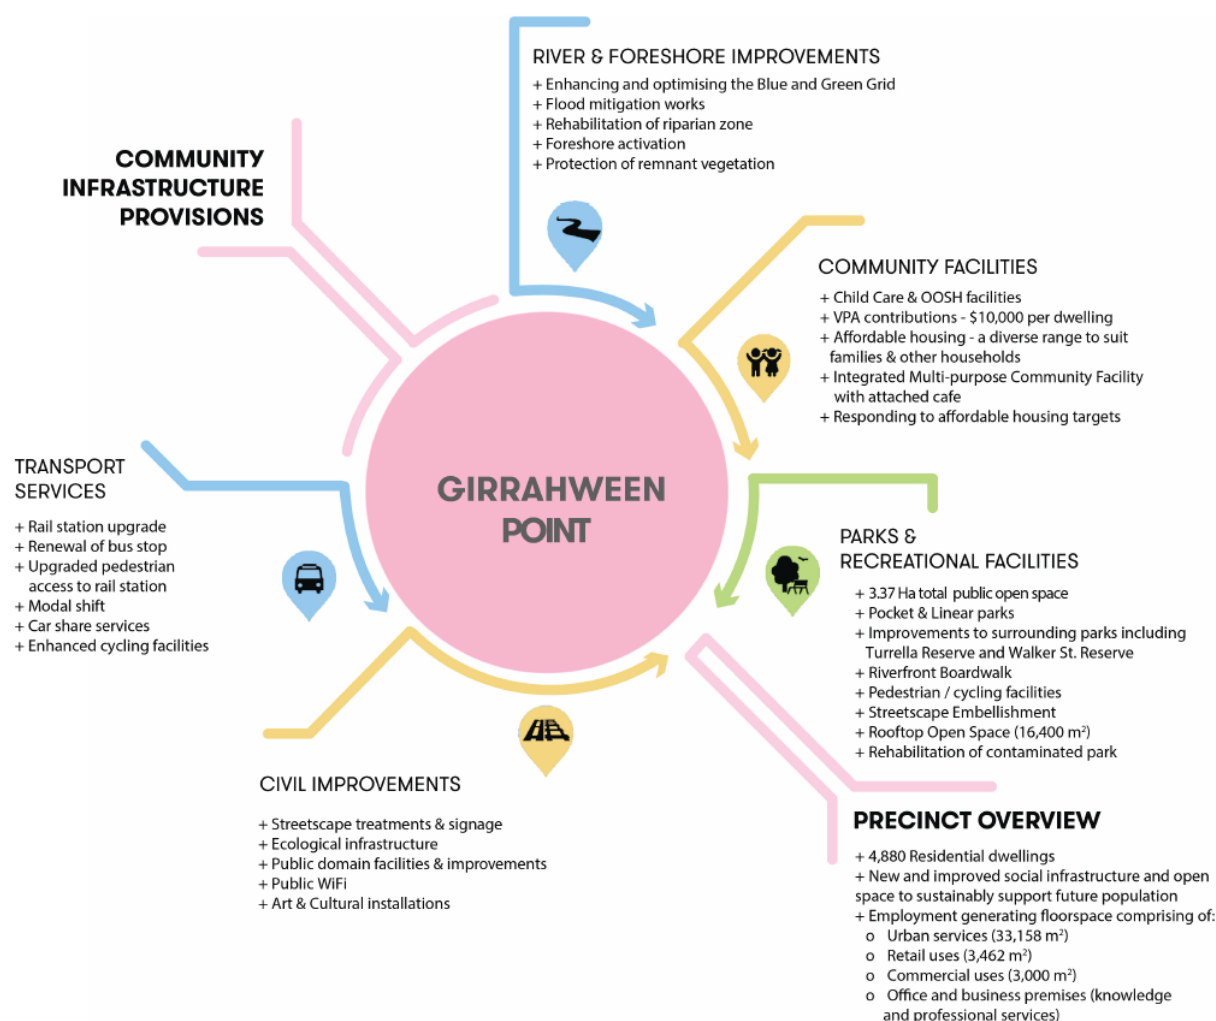 RIVER & FORESHORE IMPROVEMENTS
+ Enhancing and optimising the Blue and Green Grid
+ Flood mitigation works
+ Rehabilitation of riparian zone
+ Foreshore activation
+ Protection of remnant vegetation
COMMUNITY
INFRASTRUCTURE
PROVISIONS
COMMUNITY FACILITIES
+ Child Care & OOSH facilities
+ VPA contributions - $10,000 per dwelling
+ Affordable housing - a diverse range to suit
families & other households
+ Integrated Multi-purpose Community Facility
with attached cafe
+ Responding to affordable housing targets
GIRRAHWEEN
POINT
TRANSPORT
SERVICES
+ Rail station upgrade
+ Renewal of bus stop
+ Upgraded pedestrian
access to rail station
+ Modal shift
+ Car share services
+ Enhanced cycling facilities
PARKS &
RECREATIONAL FACILITIES
+ 3.37 Ha total public open space
+ Pocket & Linear parks
+ Improvements to surrounding parks including
Turrella Reserve and Walker St. Reserve
+ Riverfront Boardwalk
+ Pedestrian / cycling facilities
+ Streetscape Embellishment
+ Rooftop Open Space (16,400 m²)
+ Rehabilitation of contaminated park
CIVIL IMPROVEMENTS
+ Streetscape treatments & signage
+ Ecological infrastructure
+ Public domain facilities & improvements
+ Public WiFi
+ Art & Cultural installations
PRECINCT OVERVIEW
+ 4,880 Residential dwellings
+ New and improved social infrastructure and open
space to sustainably support future population
+ Employment generating floorspace comprising of:
o Urban services (33,158 m²)
o Retail uses (3,462 m²)
o Commercial uses (3,000 m²)
o Office and business premises (knowledge
and professional services)